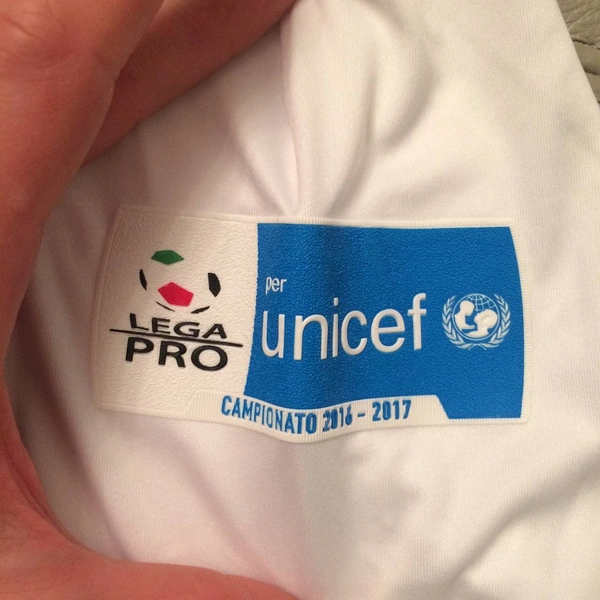 LEGA
PRO
per
unicef
CAMPIONATO 2016 - 2017